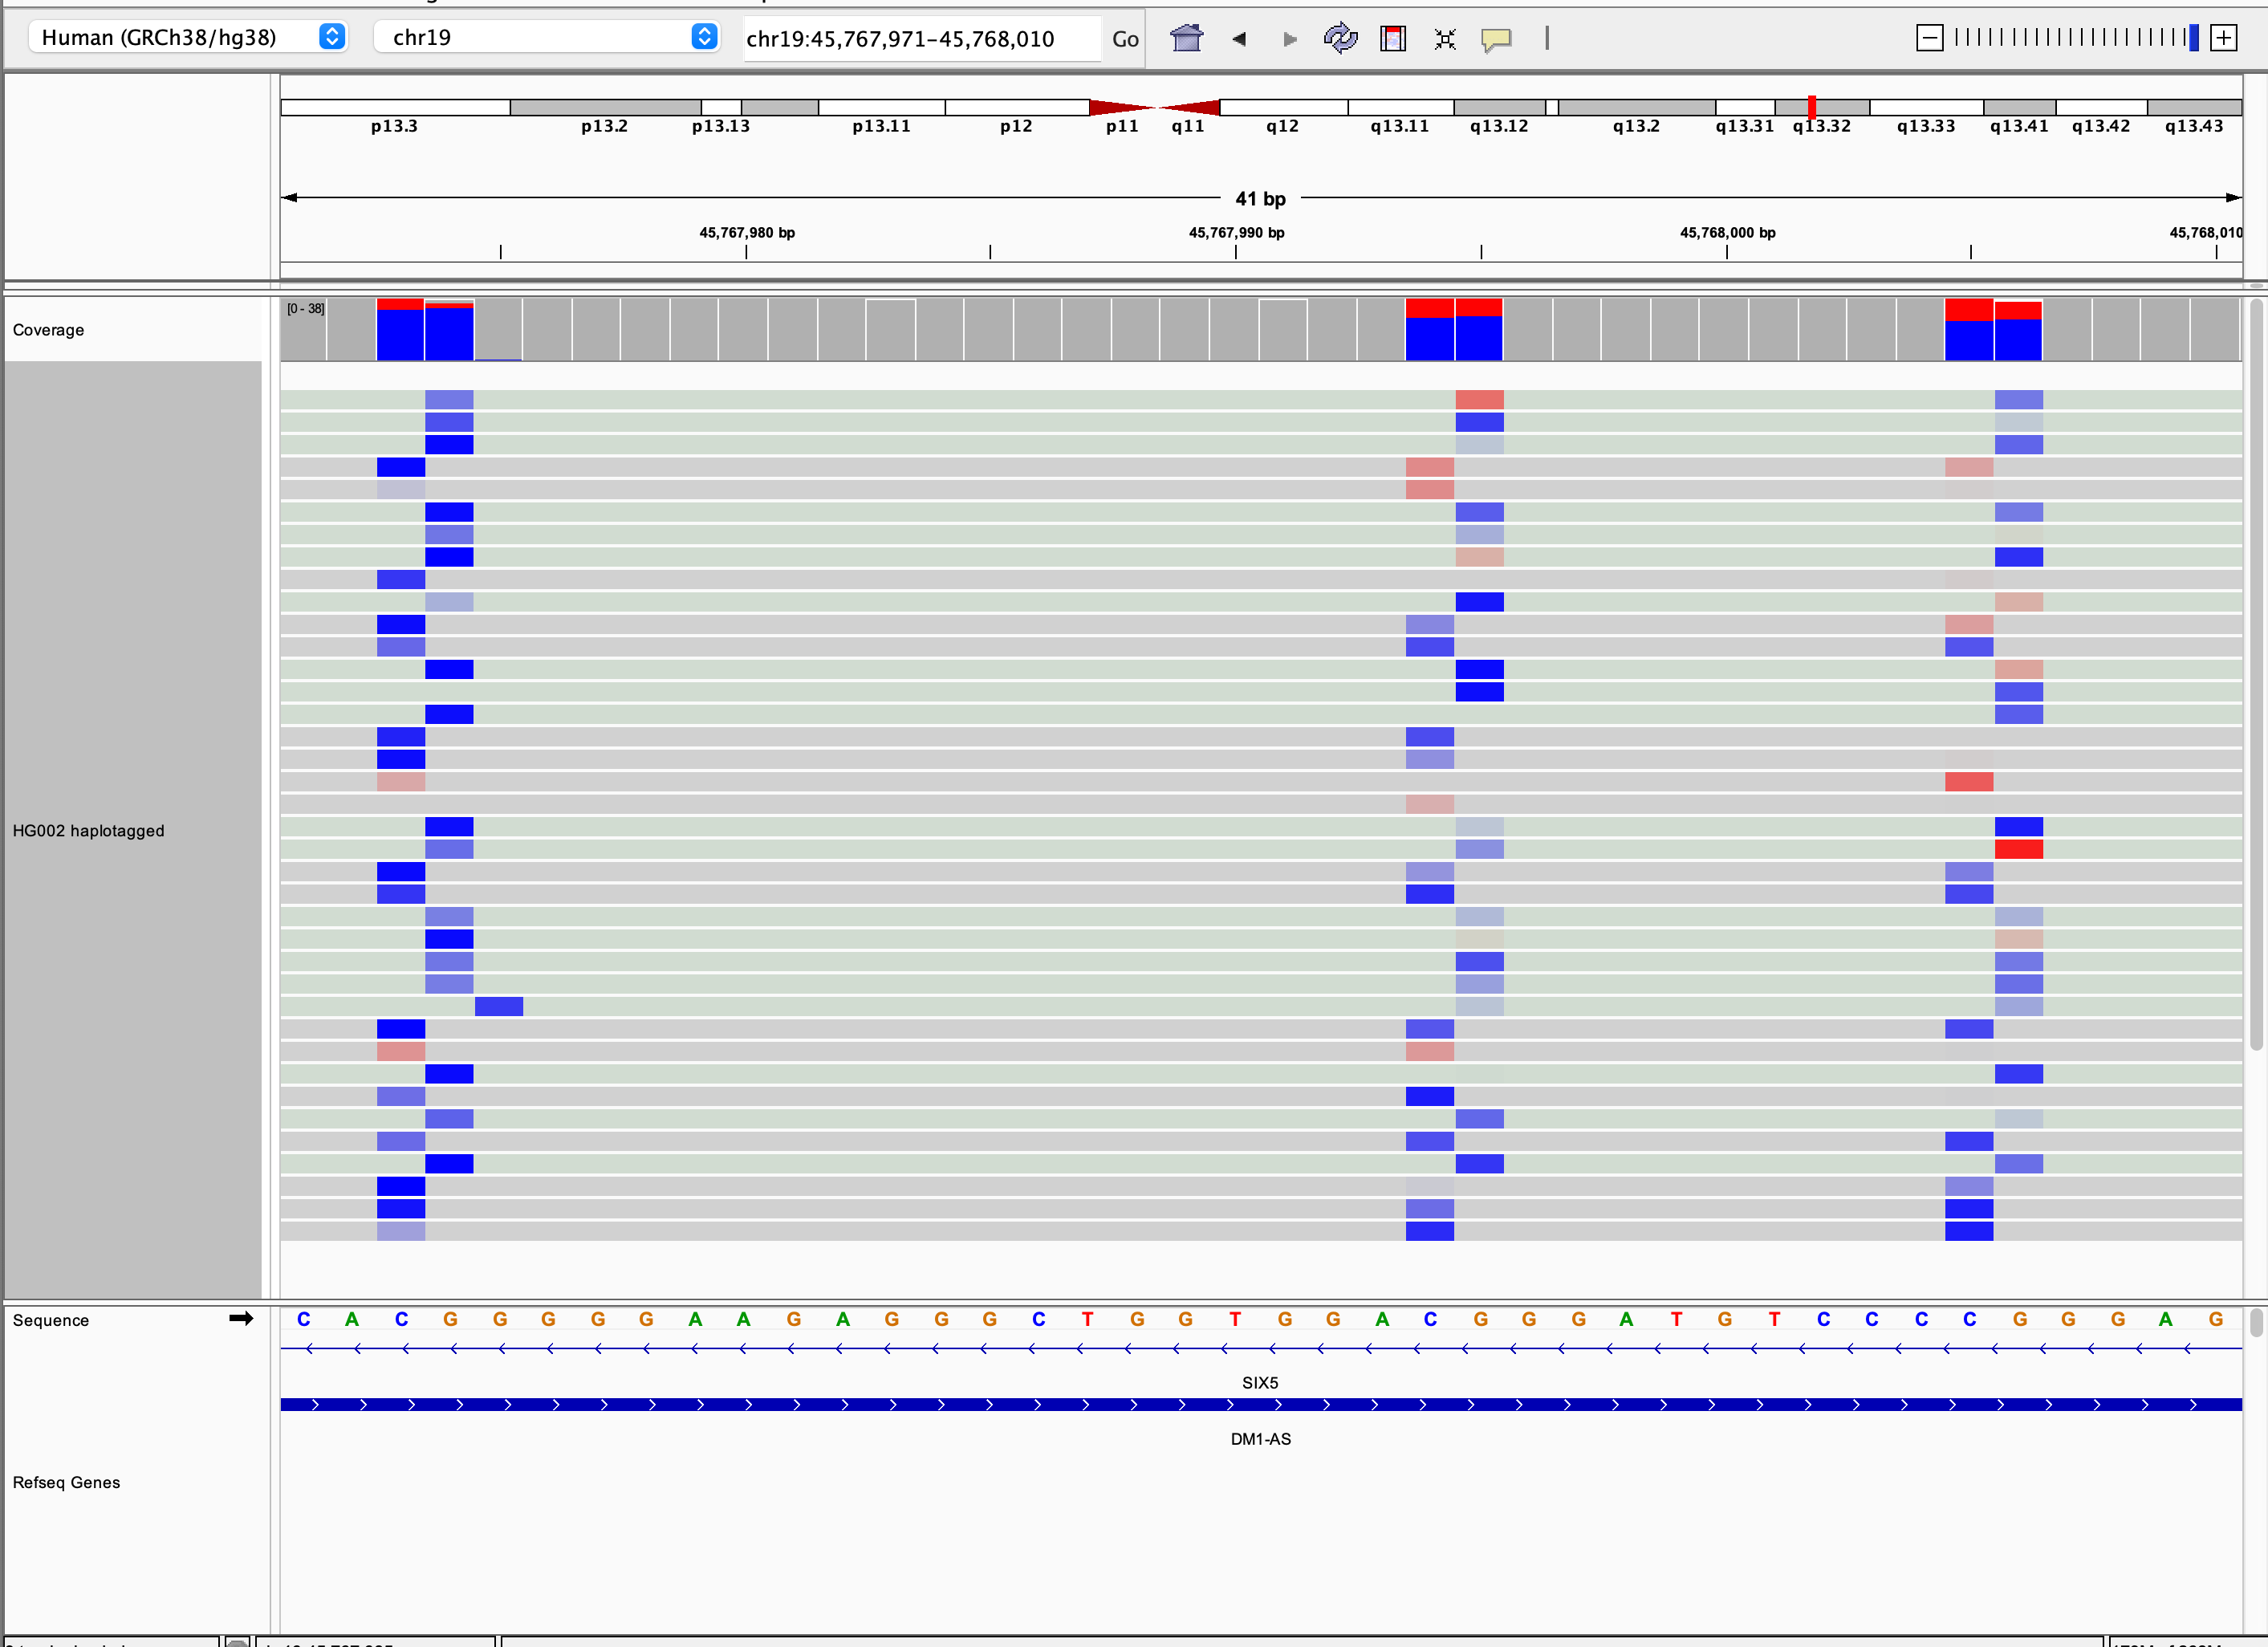 Human (GRCh38/hg38) chr19 chr19:45,767,971-45,768,010 Go
p13.3 p13.2 p13.13 p13.11 p12 p11 q11 q12 q13.11 q13.12 q13.2 q13.31 q13.32 q13.33 q13.41 q13.42 q13.43
41 bp
45,767,980 bp 45,767,990 bp 45,768,000 bp 45,768,010
[0 - 38]
Coverage
HG002 haplotagged
Sequence C A C G G G G G A A G A G G G C T G G T G G A C G G G A T G T C C C C G G G A G
SIX5
DM1-AS
Refseq Genes